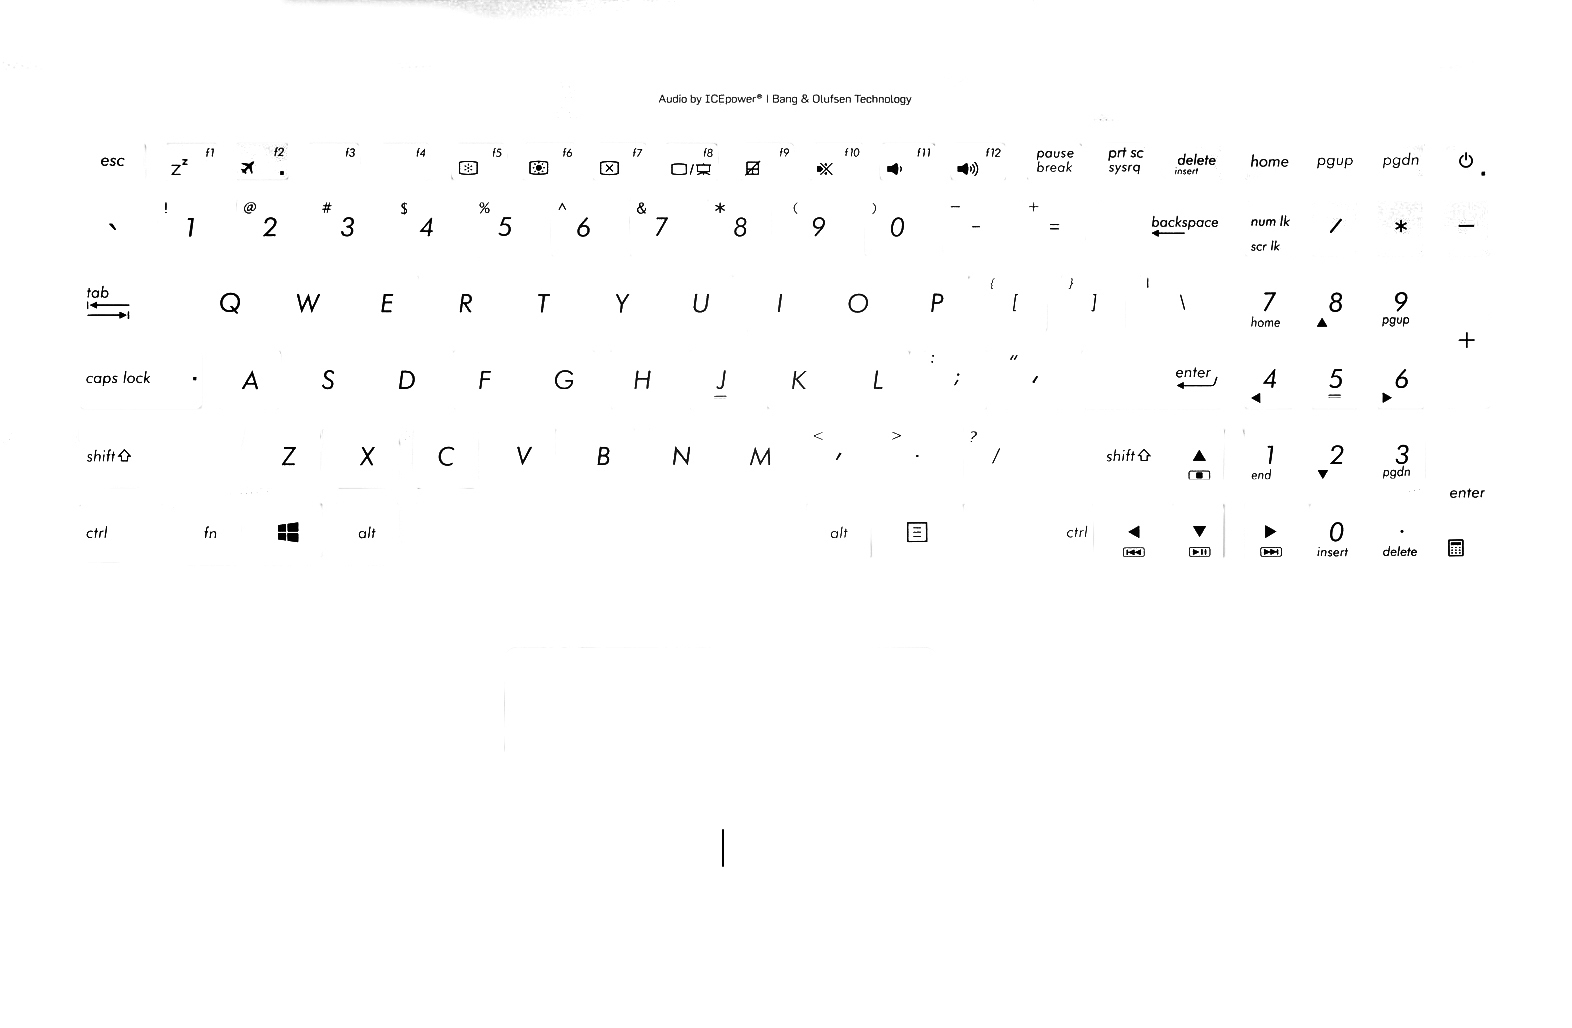 Audio by ICEpower® | Bang & Olufsen Technology
esc zz f1 f2 f3 f4 f5 f6 f7 f8 f9 f10 f11 f12 pause break prt sc sysrq delete insert home pgup pgdn
! @ # $ % ^ & * ( ) − +
` 1 2 3 4 5 6 7 8 9 0 - = backspace num lk scr lk / * −
tab Q W E R T Y U I O P { [ } ] | \ 7 home 8 9 pgup +
caps lock A S D F G H J K L : ; " ' enter 4 5 6
shift Z X C V B N M < , > . ? / shift 1 end 2 3 pgdn enter
ctrl fn alt alt ctrl 0 insert . delete